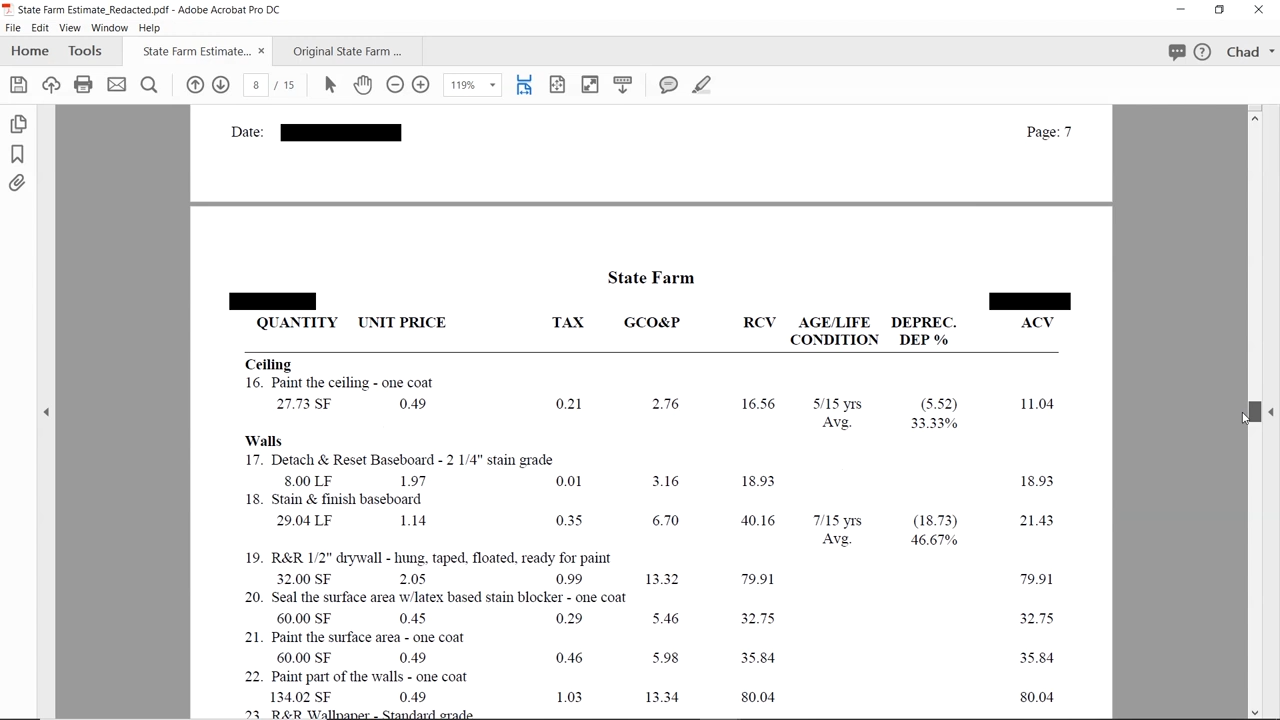 State Farm Estimate_Redacted.pdf - Adobe Acrobat Pro DC
File Edit View Window Help
Home Tools State Farm Estimate... × Original State Farm ... Chad
8 / 15 119%
Date: Page: 7
State Farm
QUANTITY UNIT PRICE TAX GCO&P RCV AGE/LIFE DEPREC. ACV
CONDITION DEP %
Ceiling
16. Paint the ceiling - one coat
27.73 SF 0.49 0.21 2.76 16.56 5/15 yrs (5.52) 11.04
Avg. 33.33%
Walls
17. Detach & Reset Baseboard - 2 1/4" stain grade
8.00 LF 1.97 0.01 3.16 18.93 18.93
18. Stain & finish baseboard
29.04 LF 1.14 0.35 6.70 40.16 7/15 yrs (18.73) 21.43
Avg. 46.67%
19. R&R 1/2" drywall - hung, taped, floated, ready for paint
32.00 SF 2.05 0.99 13.32 79.91 79.91
20. Seal the surface area w/latex based stain blocker - one coat
60.00 SF 0.45 0.29 5.46 32.75 32.75
21. Paint the surface area - one coat
60.00 SF 0.49 0.46 5.98 35.84 35.84
22. Paint part of the walls - one coat
134.02 SF 0.49 1.03 13.34 80.04 80.04
23. R&R Wallpaper - Standard grade